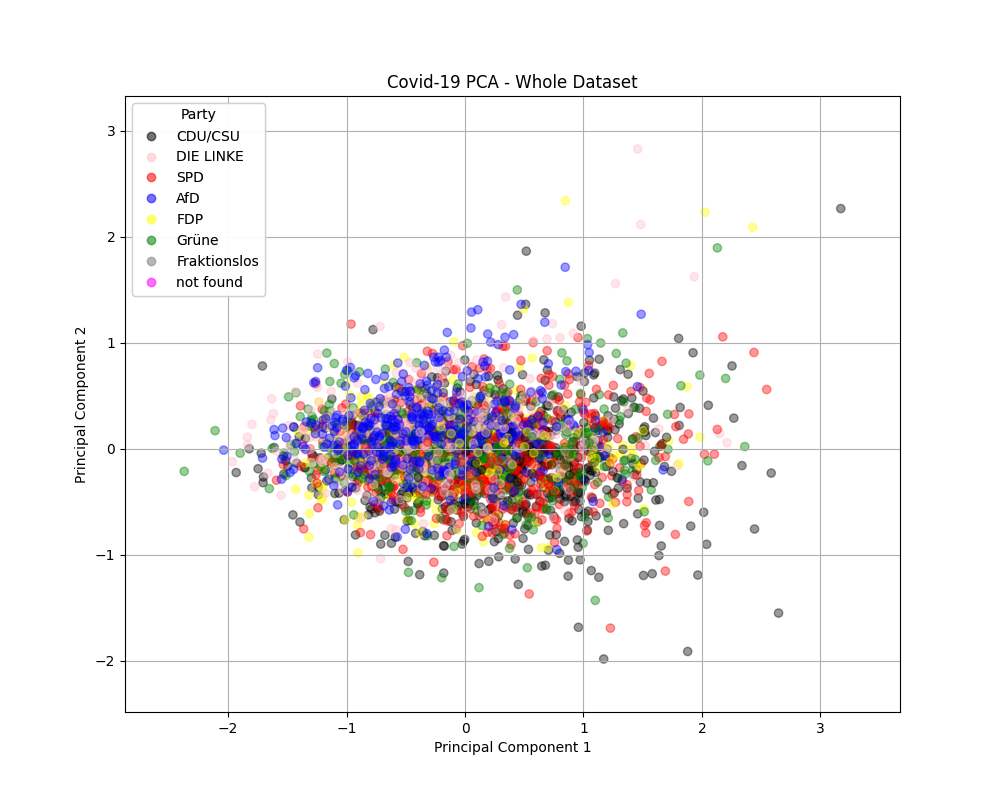 Covid-19 PCA - Whole Dataset
Party
CDU/CSU
DIE LINKE
SPD
AfD
FDP
Grüne
Fraktionslos
not found
3
2
1
0
−1
−2
Principal Component 2
−2
−1
0
1
2
3
Principal Component 1